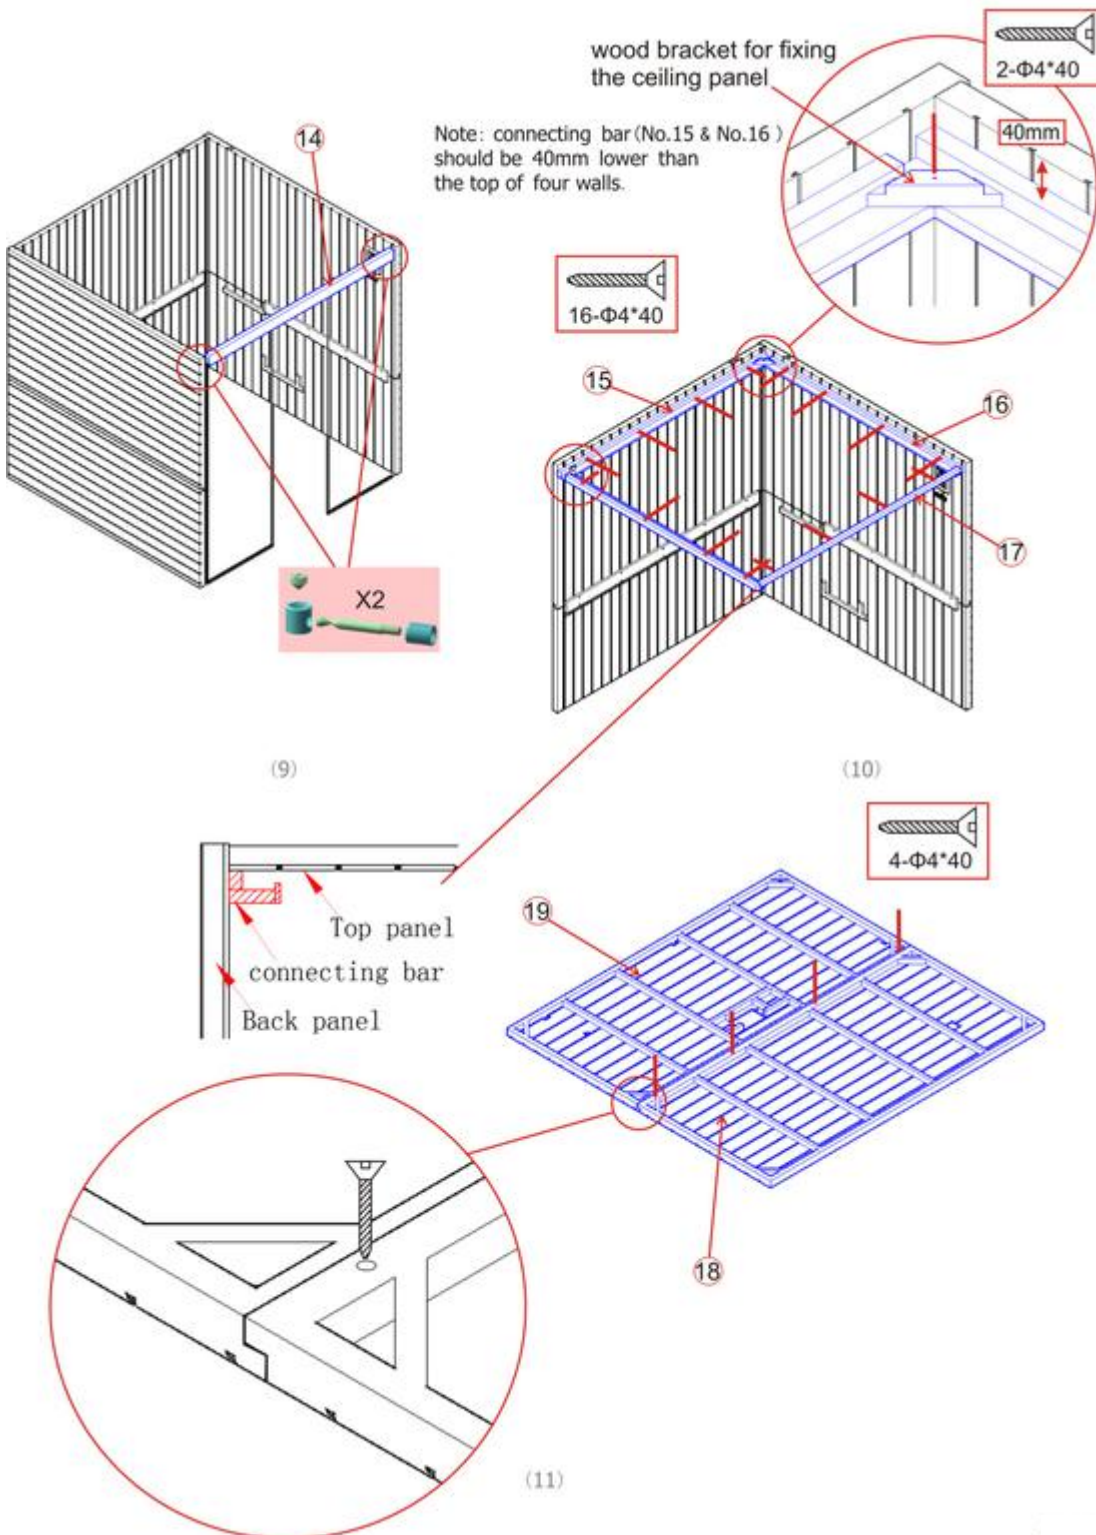 wood bracket for fixing
the ceiling panel
2-Φ4*40
40mm
14
Note: connecting bar(No.15 & No.16 )
should be 40mm lower than
the top of four walls.
16-Φ4*40
15
16
17
X2
(9)
(10)
4-Φ4*40
Top panel
connecting bar
Back panel
19
18
(11)